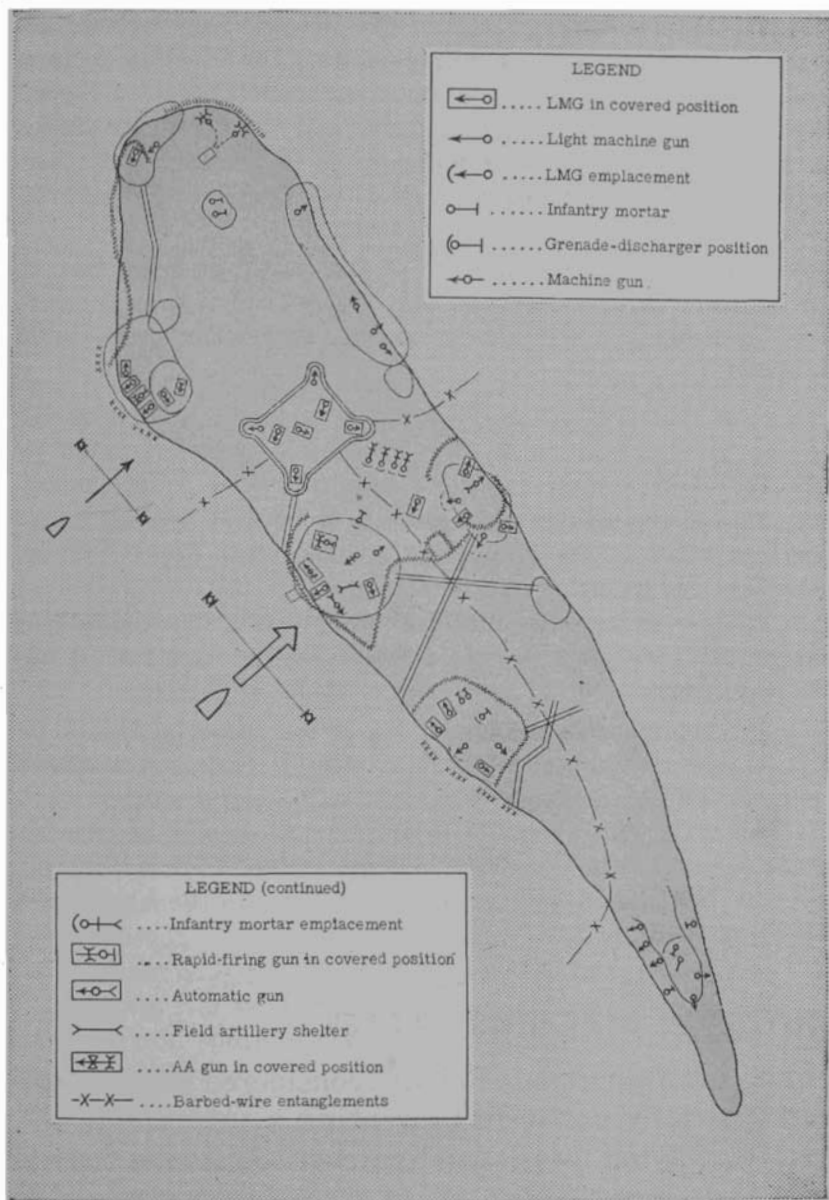 LEGEND
..... LMG in covered position
..... Light machine gun
..... LMG emplacement
...... Infantry mortar
......Grenade-discharger position
.....Machine gun
LEGEND (continued)
....Infantry mortar emplacement
....Rapid-firing gun in covered position
....Automatic gun
....Field artillery shelter
....AA gun in covered position
-X-X- ....Barbed-wire entanglements